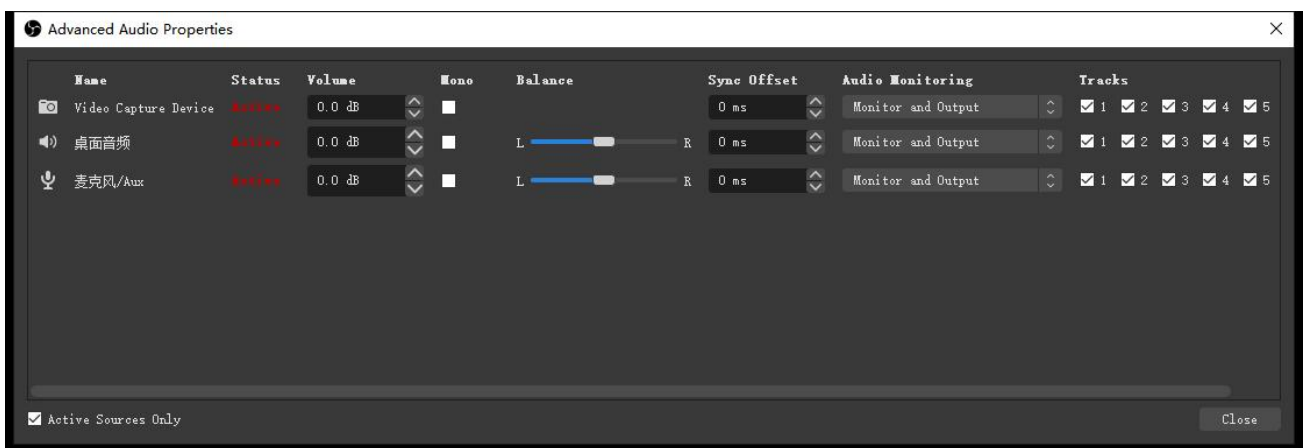 Advanced Audio Properties
Name Status Volume Mono Balance Sync Offset Audio Monitoring Tracks
Video Capture Device Active 0.0 dB 0 ms Monitor and Output 1 2 3 4 5
桌面音频 Active 0.0 dB L R 0 ms Monitor and Output 1 2 3 4 5
麦克风/Aux Active 0.0 dB L R 0 ms Monitor and Output 1 2 3 4 5
Active Sources Only Close